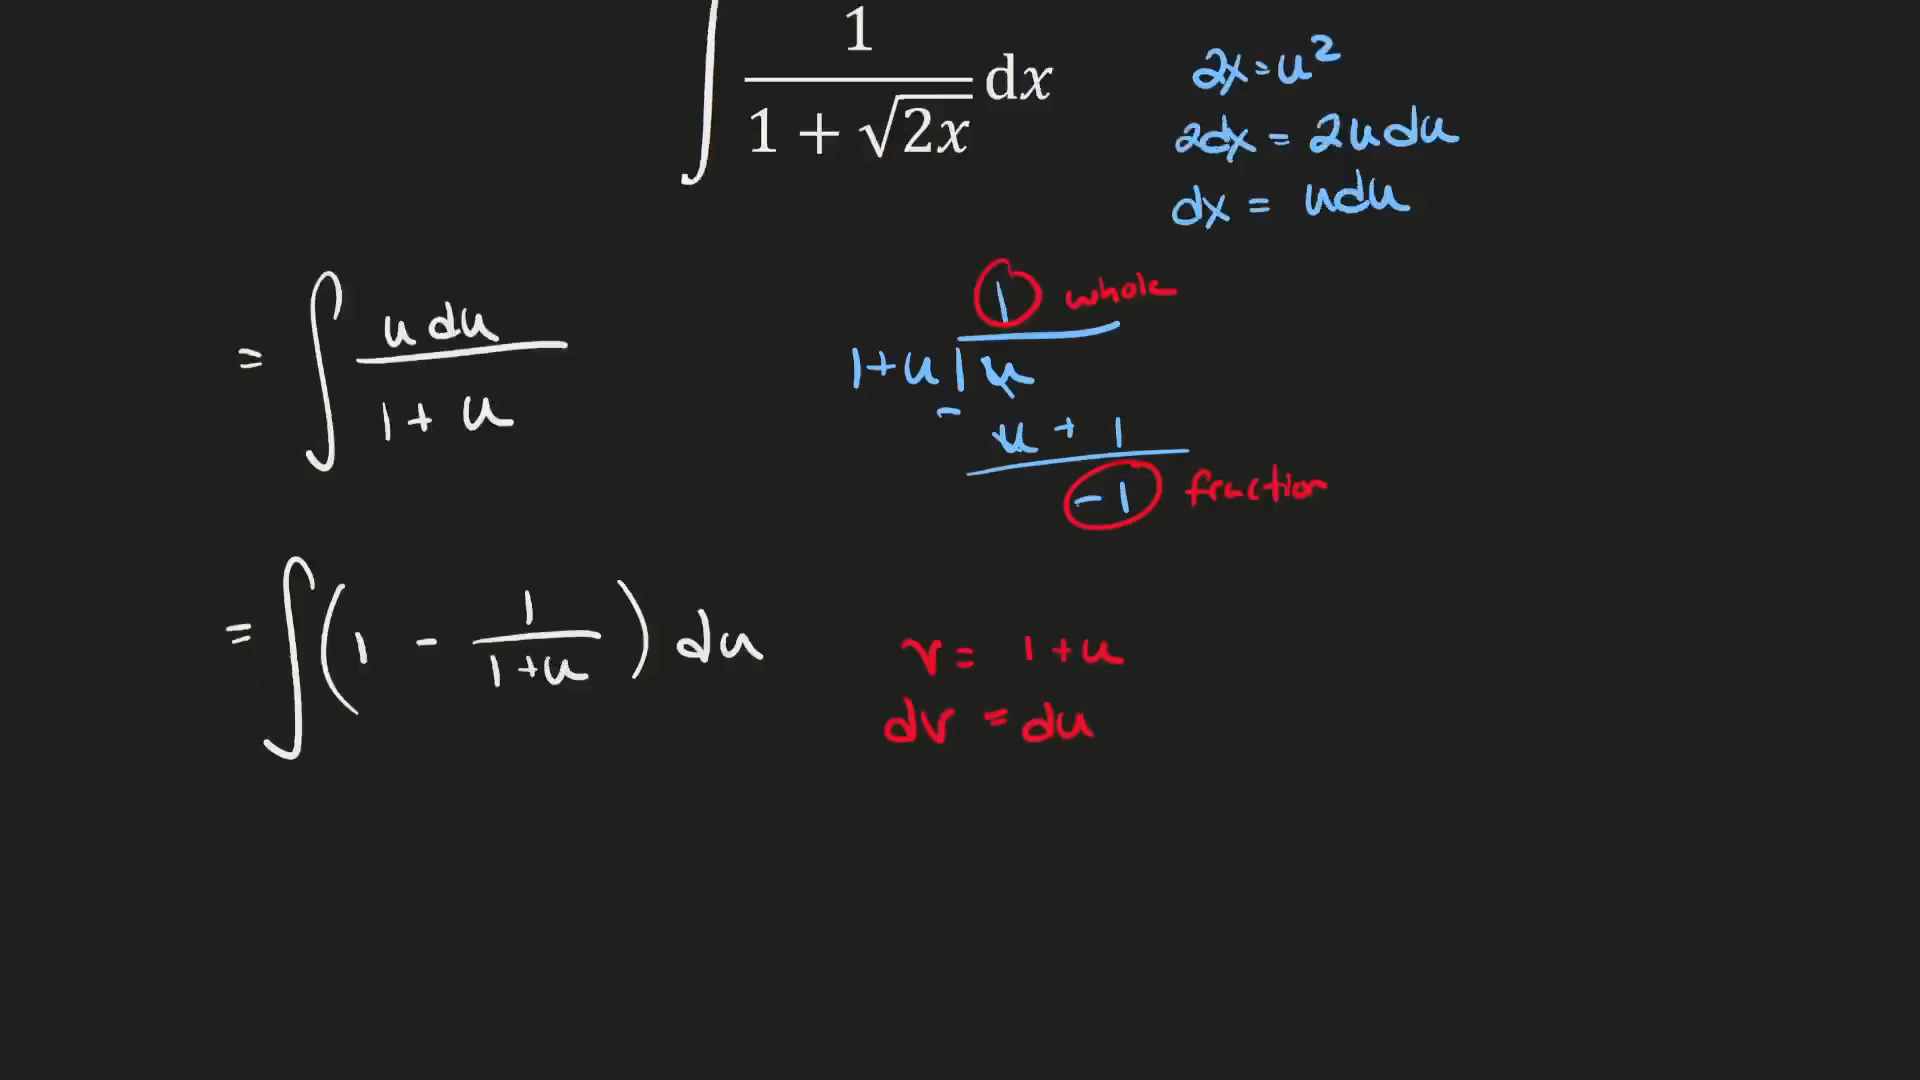 ∫ 1/(1 + √2x) dx
2x = u²
2dx = 2udu
dx = udu
= ∫ u du/(1 + u)
1 whole
1+u | u
- u + 1
-1 fraction
= ∫ (1 - 1/(1+u)) du
v = 1+u
dv = du